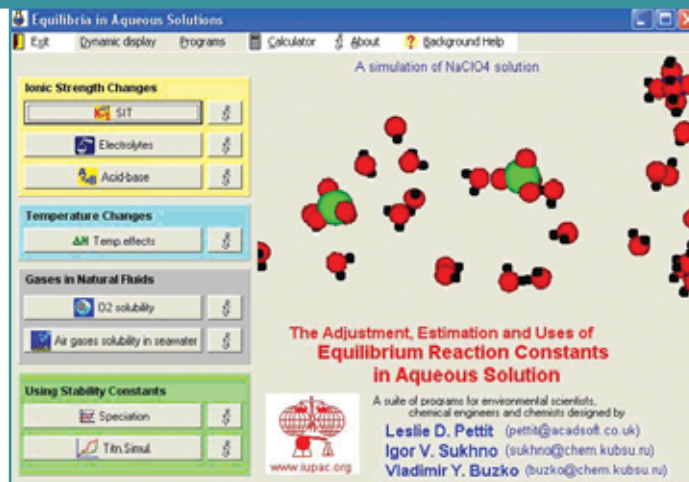 Equilibria in Aqueous Solutions
Exit Dynamic display Programs Calculator About Background Help
A simulation of NaClO4 solution
Ionic Strength Changes
SIT
Electrolytes
Acid-base
Temperature Changes
ΔH Temp.effects
Gases in Natural Fluids
O2 solubility
Air gases solubility in seawater
Using Stability Constants
Speciation
Titn.Simul.
The Adjustment, Estimation and Uses of
Equilibrium Reaction Constants
in Aqueous Solution
A suite of programs for environmental scientists,
chemical engineers and chemists designed by
Leslie D. Pettit (pettit@acadsoft.co.uk)
Igor V. Sukhno (sukhno@chem.kubsu.ru)
Vladimir Y. Buzko (buzko@chem.kubsu.ru)
www.iupac.org